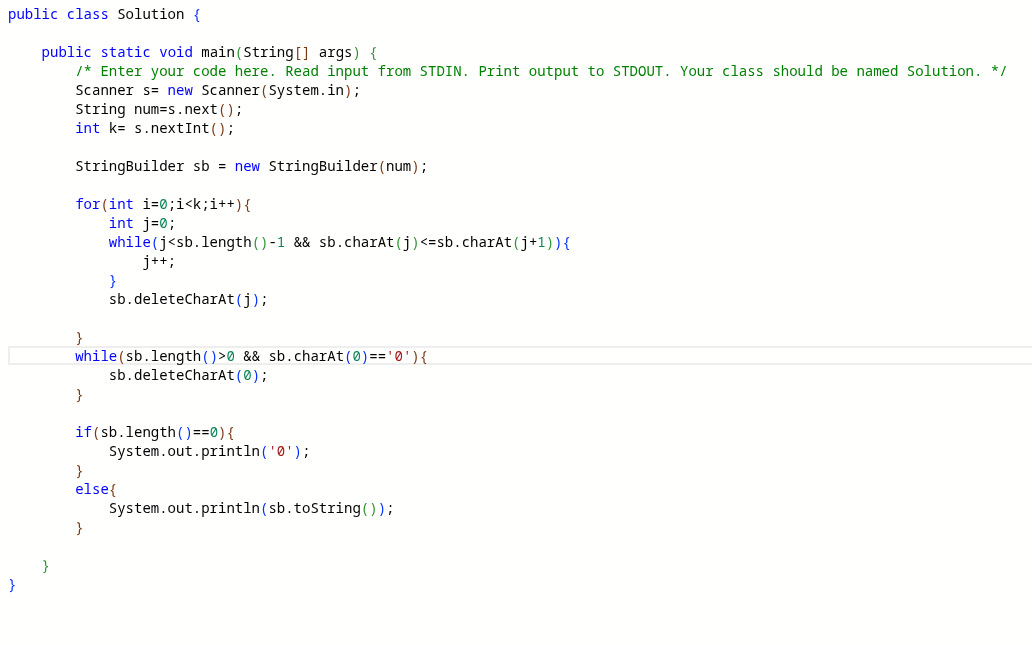 public class Solution {
public static void main(String[] args) {
/* Enter your code here. Read input from STDIN. Print output to STDOUT. Your class should be named Solution. */
Scanner s= new Scanner(System.in);
String num=s.next();
int k= s.nextInt();
StringBuilder sb = new StringBuilder(num);
for(int i=0;i<k;i++){
int j=0;
while(j<sb.length()-1 && sb.charAt(j)<=sb.charAt(j+1)){
j++;
}
sb.deleteCharAt(j);
}
while(sb.length()>0 && sb.charAt(0)=='0'){
sb.deleteCharAt(0);
}
if(sb.length()==0){
System.out.println('0');
}
else{
System.out.println(sb.toString());
}
}
}